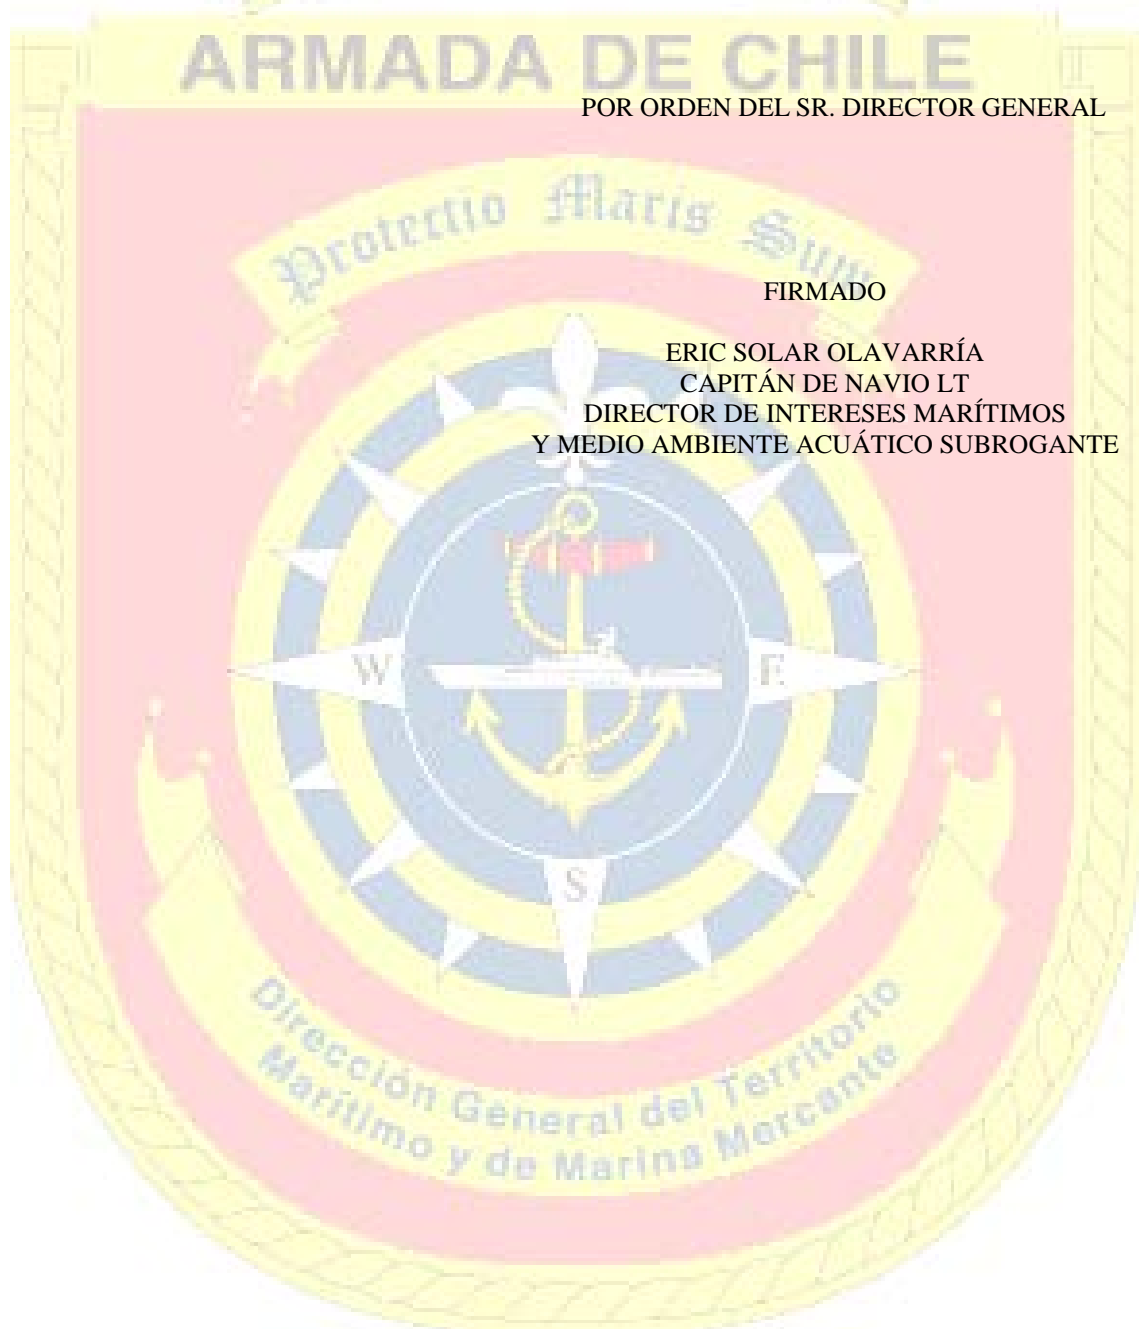 ARMADA DE CHILE
POR ORDEN DEL SR. DIRECTOR GENERAL
Protectio Maris Sum
FIRMADO
ERIC SOLAR OLAVARRÍA
CAPITÁN DE NAVIO LT
DIRECTOR DE INTERESES MARÍTIMOS
Y MEDIO AMBIENTE ACUÁTICO SUBROGANTE
W
E
S
Dirección General del Territorio
Marítimo y de Marina Mercante